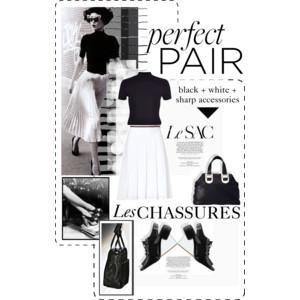 perfect
PAIR
black + white +
sharp accessories
Le SAC
Les CHASSURES